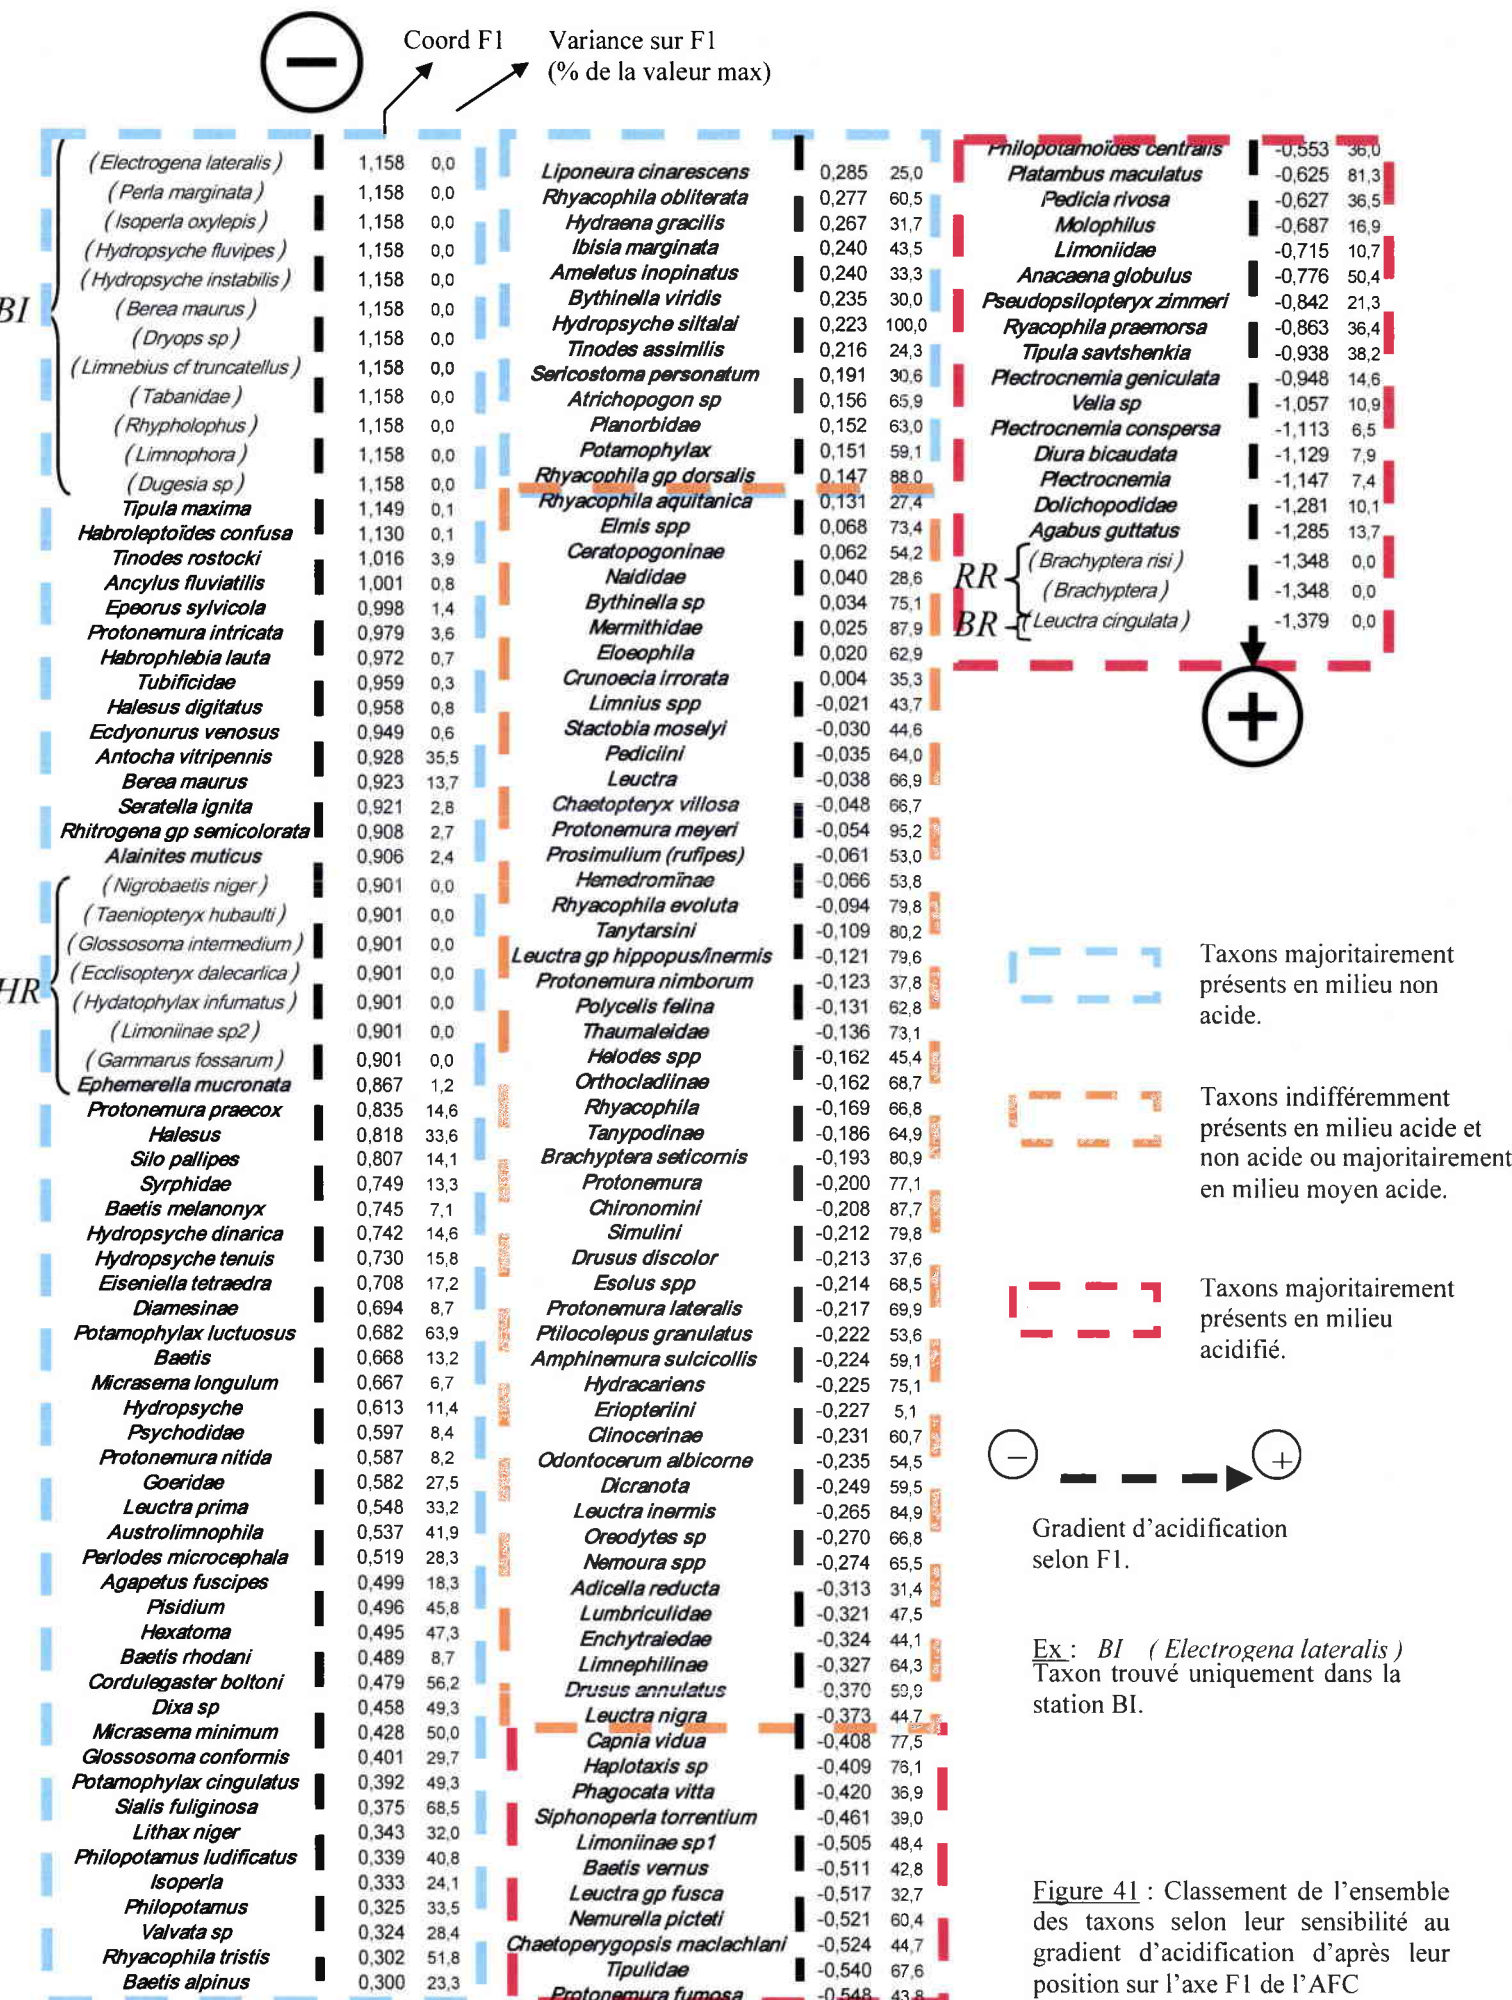 −
Coord F1
Variance sur F1
(% de la valeur max)
BI
(Electrogena lateralis) 1,158 0,0
(Perla marginata) 1,158 0,0
(Isoperla oxylepis) 1,158 0,0
(Hydropsyche fluvipes) 1,158 0,0
(Hydropsyche instabilis) 1,158 0,0
(Berea maurus) 1,158 0,0
(Dryops sp) 1,158 0,0
(Limnebius cf truncatellus) 1,158 0,0
(Tabanidae) 1,158 0,0
(Rhypholophus) 1,158 0,0
(Limnophora) 1,158 0,0
(Dugesia sp) 1,158 0,0
Tipula maxima 1,149 0,1
Habroleptoïdes confusa 1,130 0,1
Tinodes rostocki 1,016 3,9
Ancylus fluviatilis 1,001 0,8
Epeorus sylvicola 0,998 1,4
Protonemura intricata 0,979 3,6
Habrophlebia lauta 0,972 0,7
Tubificidae 0,959 0,3
Halesus digitatus 0,958 0,8
Ecdyonurus venosus 0,949 0,6
Antocha vitripennis 0,928 35,5
Berea maurus 0,923 13,7
Seratella ignita 0,921 2,8
Rhitrogena gp semicolorata 0,908 2,7
Alainites muticus 0,906 2,4
HR
(Nigrobaetis niger) 0,901 0,0
(Taeniopteryx hubaulti) 0,901 0,0
(Glossosoma intermedium) 0,901 0,0
(Ecclisopteryx dalecarlica) 0,901 0,0
(Hydatophylax infumatus) 0,901 0,0
(Limoniinae sp2) 0,901 0,0
(Gammarus fossarum) 0,901 0,0
Ephemerella mucronata 0,867 1,2
Protonemura praecox 0,835 14,6
Halesus 0,818 33,6
Silo pallipes 0,807 14,1
Syrphidae 0,749 13,3
Baetis melanonyx 0,745 7,1
Hydropsyche dinarica 0,742 14,6
Hydropsyche tenuis 0,730 15,8
Eiseniella tetraedra 0,708 17,2
Diamesinae 0,694 8,7
Potamophylax luctuosus 0,682 63,9
Baetis 0,668 13,2
Micrasema longulum 0,667 6,7
Hydropsyche 0,613 11,4
Psychodidae 0,597 8,4
Protonemura nitida 0,587 8,2
Goeridae 0,582 27,5
Leuctra prima 0,548 33,2
Austrolimnophila 0,537 41,9
Perlodes microcephala 0,519 28,3
Agapetus fuscipes 0,499 18,3
Pisidium 0,496 45,8
Hexatoma 0,495 47,3
Baetis rhodani 0,489 8,7
Cordulegaster boltoni 0,479 56,2
Dixa sp 0,458 49,3
Micrasema minimum 0,428 50,0
Glossosoma conformis 0,401 29,7
Potamophylax cingulatus 0,392 49,3
Sialis fuliginosa 0,375 68,5
Lithax niger 0,343 32,0
Philopotamus ludificatus 0,339 40,8
Isoperla 0,333 24,1
Philopotamus 0,325 33,5
Valvata sp 0,324 28,4
Rhyacophila tristis 0,302 51,8
Baetis alpinus 0,300 23,3
Liponeura cinarescens 0,285 25,0
Rhyacophila obliterata 0,277 60,5
Hydraena gracilis 0,267 31,7
Ibisia marginata 0,240 43,5
Ameletus inopinatus 0,240 33,3
Bythinella viridis 0,235 30,0
Hydropsyche siltalai 0,223 100,0
Tinodes assimilis 0,216 24,3
Sericostoma personatum 0,191 30,6
Atrichopogon sp 0,156 65,9
Planorbidae 0,152 63,0
Potamophylax 0,151 59,1
Rhyacophila gp dorsalis 0,147 88,0
Rhyacophila aquitanica 0,131 27,4
Elmis spp 0,068 73,4
Ceratopogoninae 0,062 54,2
Naididae 0,040 28,6
Bythinella sp 0,034 75,1
Mermithidae 0,025 87,9
Eloeophila 0,020 62,9
Crunoecia irrorata 0,004 35,3
Limnius spp -0,021 43,7
Stactobia moselyi -0,030 44,6
Pediciini -0,035 64,0
Leuctra -0,038 66,9
Chaetopteryx villosa -0,048 66,7
Protonemura meyeri -0,054 95,2
Prosimulium (rufipes) -0,061 53,0
Hemedrominae -0,066 53,8
Rhyacophila evoluta -0,094 79,8
Tanytarsini -0,109 80,2
Leuctra gp hippopus/inermis -0,121 79,6
Protonemura nimborum -0,123 37,8
Polycelis felina -0,131 62,8
Thaumaleidae -0,136 73,1
Helodes spp -0,162 45,4
Orthocladiinae -0,162 68,7
Rhyacophila -0,169 66,8
Tanypodinae -0,186 64,9
Brachyptera seticornis -0,193 80,9
Protonemura -0,200 77,1
Chironomini -0,208 87,7
Simulini -0,212 79,8
Drusus discolor -0,213 37,6
Esolus spp -0,214 68,5
Protonemura lateralis -0,217 69,9
Ptilocolepus granulatus -0,222 53,6
Amphinemura sulcicollis -0,224 59,1
Hydracariens -0,225 75,1
Eriopteriini -0,227 5,1
Clinocerinae -0,231 60,7
Odontocerum albicorne -0,235 54,5
Dicranota -0,249 59,5
Leuctra inermis -0,265 84,9
Oreodytes sp -0,270 66,8
Nemoura spp -0,274 65,5
Adicella reducta -0,313 31,4
Lumbriculidae -0,321 47,5
Enchytraiedae -0,324 44,1
Limnephilinae -0,327 64,3
Drusus annulatus -0,370 59,9
Leuctra nigra -0,373 44,7
Capnia vidua -0,408 77,5
Haplotaxis sp -0,409 76,1
Phagocata vitta -0,420 36,9
Siphonoperla torrentium -0,461 39,0
Limoniinae sp1 -0,505 48,4
Baetis vernus -0,511 42,8
Leuctra gp fusca -0,517 32,7
Nemurella picteti -0,521 60,4
Chaetoperygopsis maclachlani -0,524 44,7
Tipulidae -0,540 67,6
Protonemura fumosa -0,548 43,8
Philopotamoïdes centralis -0,553 36,0
Platambus maculatus -0,625 81,3
Pedicia rivosa -0,627 36,5
Molophilus -0,687 16,9
Limoniidae -0,715 10,7
Anacaena globulus -0,776 50,4
Pseudopsilopteryx zimmeri -0,842 21,3
Ryacophila praemorsa -0,863 36,4
Tipula savtshenkia -0,938 38,2
Plectrocnemia geniculata -0,948 14,6
Velia sp -1,057 10,9
Plectrocnemia conspersa -1,113 6,5
Diura bicaudata -1,129 7,9
Plectrocnemia -1,147 7,4
Dolichopodidae -1,281 10,1
Agabus guttatus -1,285 13,7
RR
(Brachyptera risi) -1,348 0,0
(Brachyptera) -1,348 0,0
BR (Leuctra cingulata) -1,379 0,0
+
Taxons majoritairement
présents en milieu non
acide.
Taxons indifféremment
présents en milieu acide et
non acide ou majoritairement
en milieu moyen acide.
Taxons majoritairement
présents en milieu
acidifié.
− +
Gradient d'acidification
selon F1.
Ex : BI (Electrogena lateralis)
Taxon trouvé uniquement dans la
station BI.
Figure 41 : Classement de l'ensemble
des taxons selon leur sensibilité au
gradient d'acidification d'après leur
position sur l'axe F1 de l'AFC